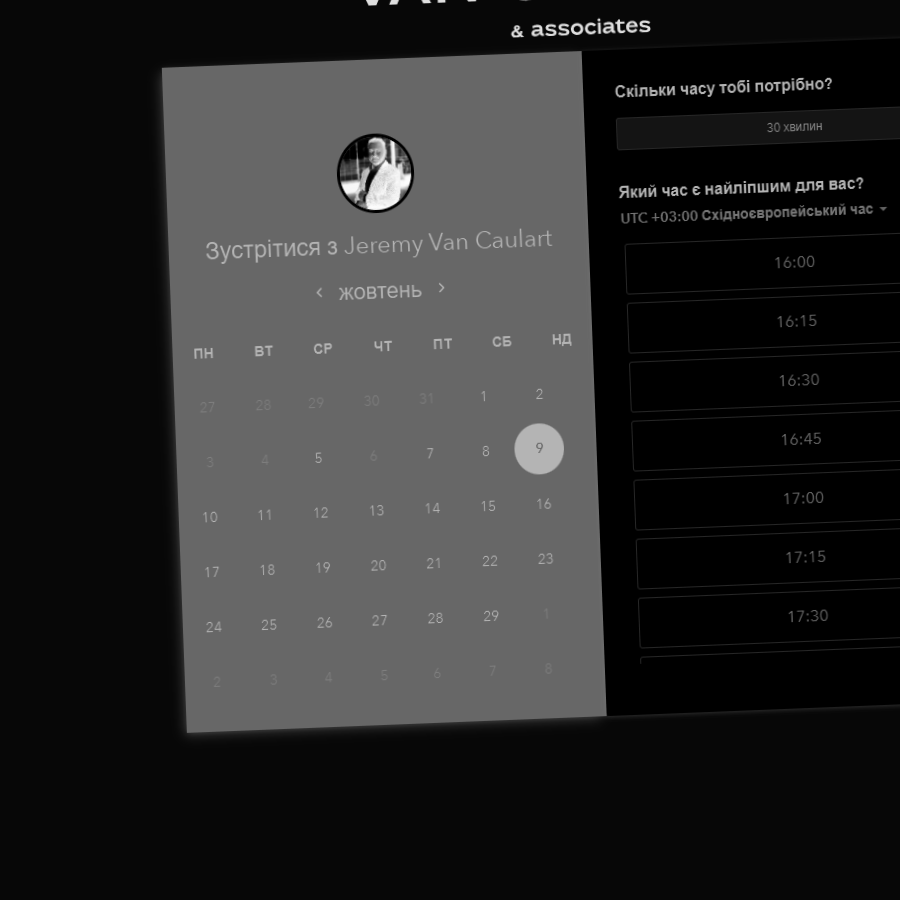 & associates
Зустрітися з Jeremy Van Caulart
жовтень
ПН ВТ СР ЧТ ПТ СБ НД
27 28 29 30 31 1 2
3 4 5 6 7 8 9
10 11 12 13 14 15 16
17 18 19 20 21 22 23
24 25 26 27 28 29 1
2 3 4 5 6 7 8
Скільки часу тобі потрібно?
30 хвилин
Який час є найліпшим для вас?
UTC +03:00 Східноєвропейський час
16:00
16:15
16:30
16:45
17:00
17:15
17:30